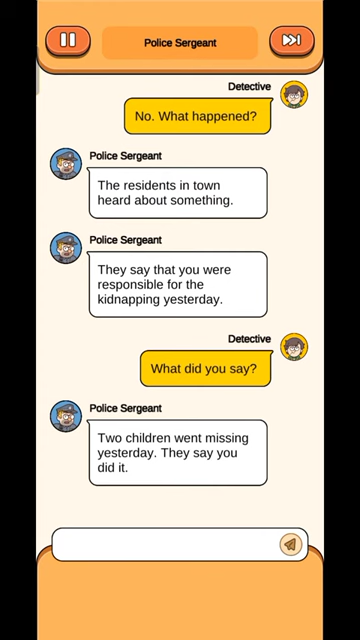 Police Sergeant
Detective
No. What happened?
Police Sergeant
The residents in town
heard about something.
Police Sergeant
They say that you were
responsible for the
kidnapping yesterday.
Detective
What did you say?
Police Sergeant
Two children went missing
yesterday. They say you
did it.